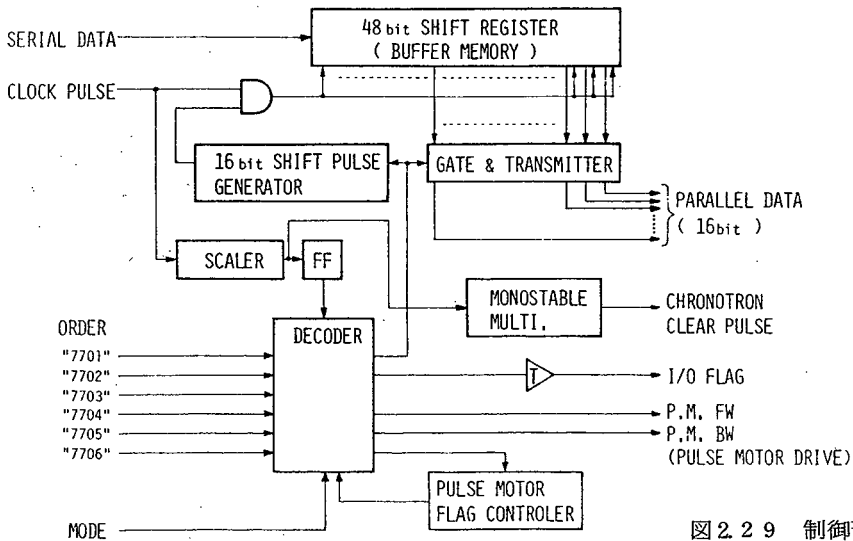 48 bit SHIFT REGISTER
( BUFFER MEMORY )
SERIAL DATA
CLOCK PULSE
16 bit SHIFT PULSE
GENERATOR
GATE & TRANSMITTER
PARALLEL DATA
( 16bit )
SCALER
FF
MONOSTABLE
MULTI.
CHRONOTRON
CLEAR PULSE
ORDER
DECODER
"7701"
"7702"
"7703"
"7704"
"7705"
"7706"
T
I/O FLAG
P.M. FW
P.M. BW
(PULSE MOTOR DRIVE)
PULSE MOTOR
FLAG CONTROLER
MODE
図2.29 制御